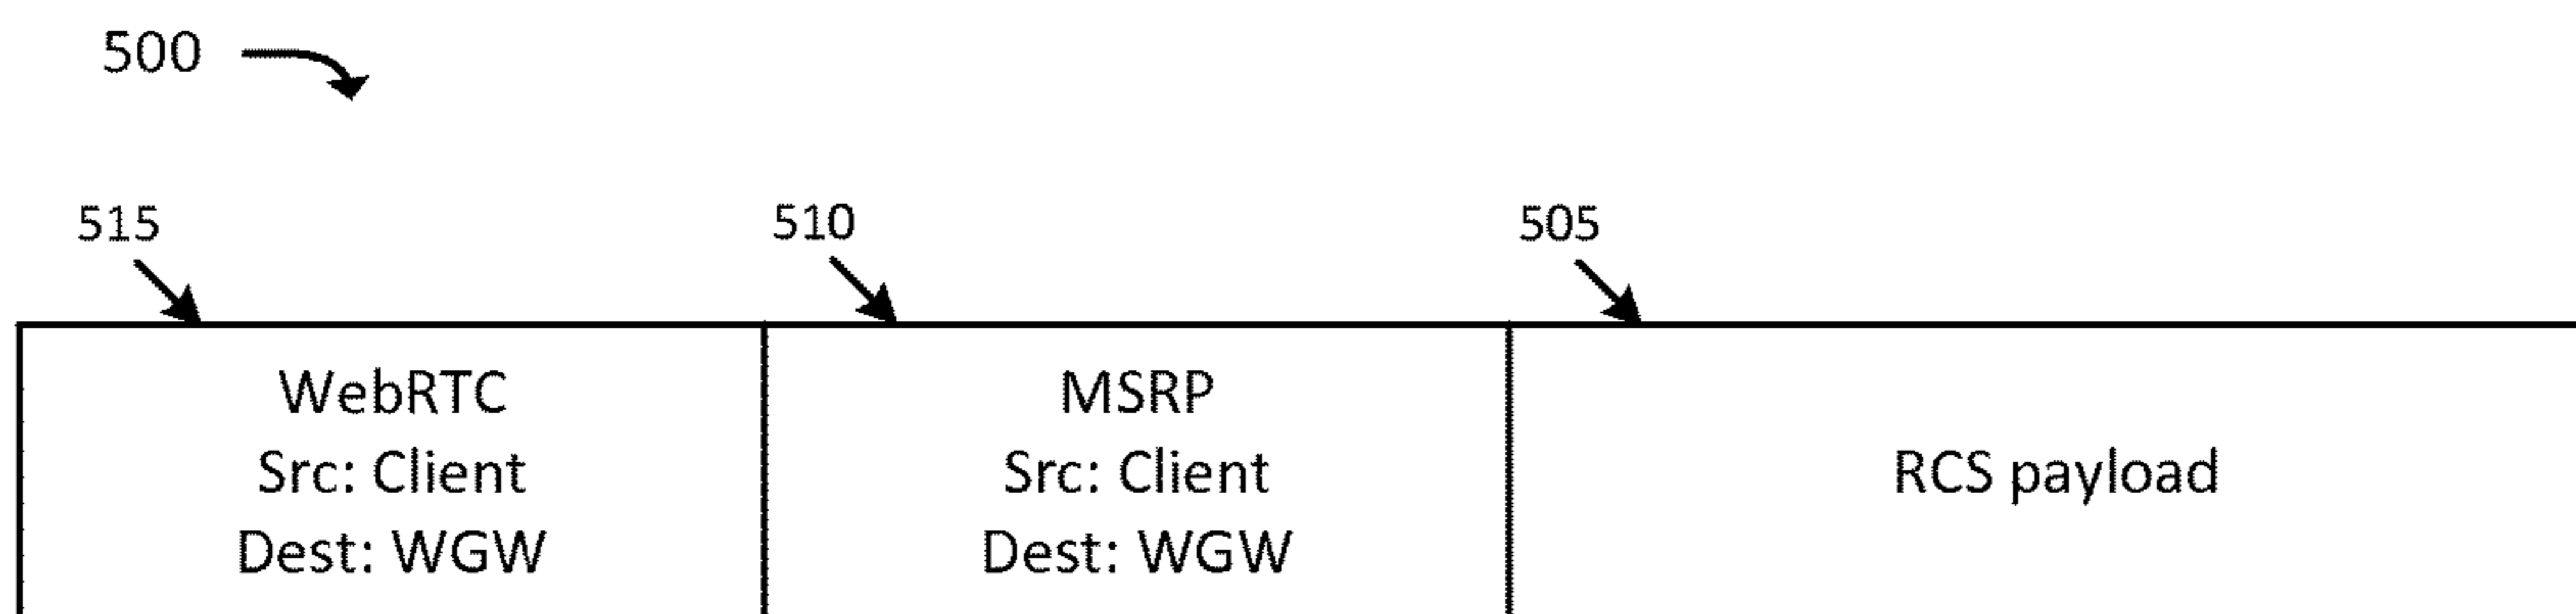 500
515
510
505
WebRTC
Src: Client
Dest: WGW
MSRP
Src: Client
Dest: WGW
RCS payload